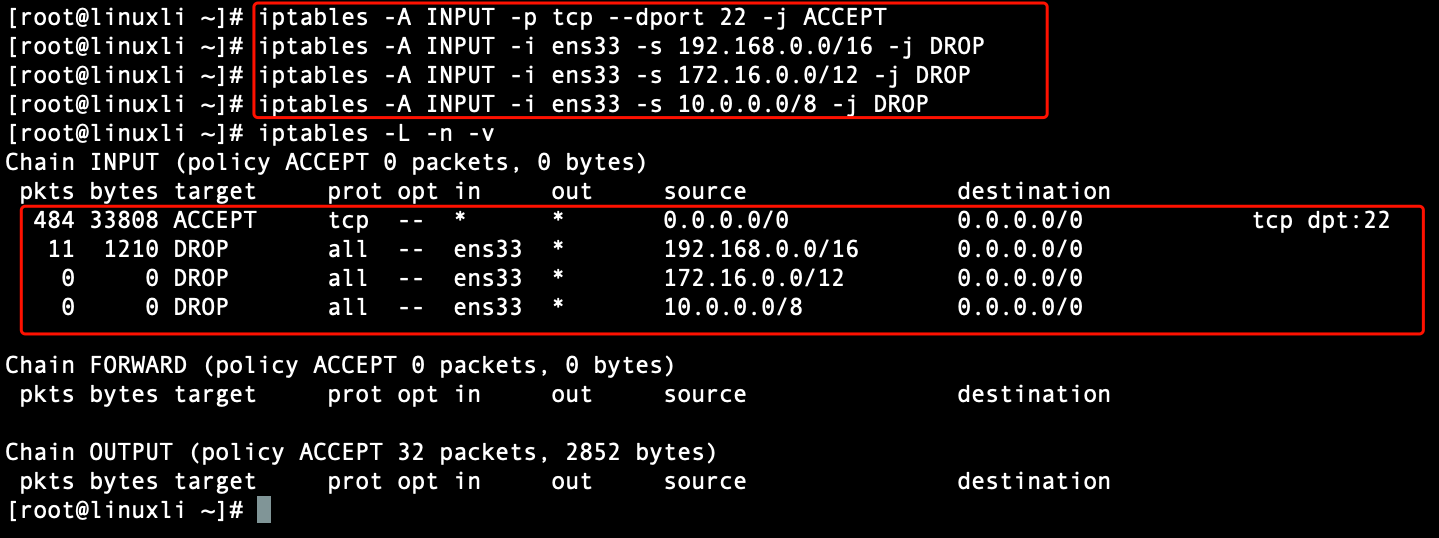 [root@linuxli ~]# iptables -A INPUT -p tcp --dport 22 -j ACCEPT
[root@linuxli ~]# iptables -A INPUT -i ens33 -s 192.168.0.0/16 -j DROP
[root@linuxli ~]# iptables -A INPUT -i ens33 -s 172.16.0.0/12 -j DROP
[root@linuxli ~]# iptables -A INPUT -i ens33 -s 10.0.0.0/8 -j DROP
[root@linuxli ~]# iptables -L -n -v
Chain INPUT (policy ACCEPT 0 packets, 0 bytes)
 pkts bytes target     prot opt in     out     source               destination
  484 33808 ACCEPT     tcp  --  *      *       0.0.0.0/0            0.0.0.0/0            tcp dpt:22
   11  1210 DROP       all  --  ens33  *       192.168.0.0/16       0.0.0.0/0
    0     0 DROP       all  --  ens33  *       172.16.0.0/12        0.0.0.0/0
    0     0 DROP       all  --  ens33  *       10.0.0.0/8           0.0.0.0/0
Chain FORWARD (policy ACCEPT 0 packets, 0 bytes)
 pkts bytes target     prot opt in     out     source               destination
Chain OUTPUT (policy ACCEPT 32 packets, 2852 bytes)
 pkts bytes target     prot opt in     out     source               destination
[root@linuxli ~]#